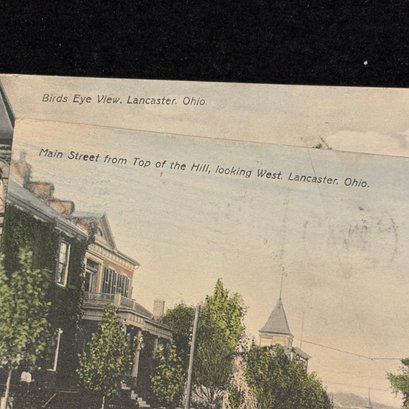 Birds Eye View, Lancaster, Ohio
Main Street from Top of the Hill, looking West, Lancaster, Ohio.